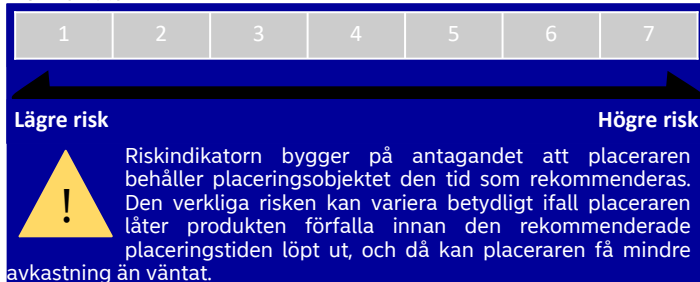 1 2 3 4 5 6 7
Lägre risk Högre risk
!
Riskindikatorn bygger på antagandet att placeraren
behåller placeringsobjektet den tid som rekommenderas.
Den verkliga risken kan variera betydligt ifall placeraren
låter produkten förfalla innan den rekommenderade
placeringstiden löpt ut, och då kan placeraren få mindre
avkastning än väntat.